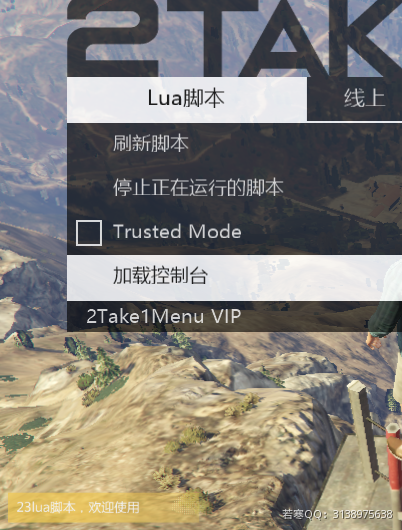 2TAK
Lua脚本 线上
刷新脚本
停止正在运行的脚本
Trusted Mode
加载控制台
2Take1Menu VIP
23lua脚本，欢迎使用
若寒QQ：3138975638